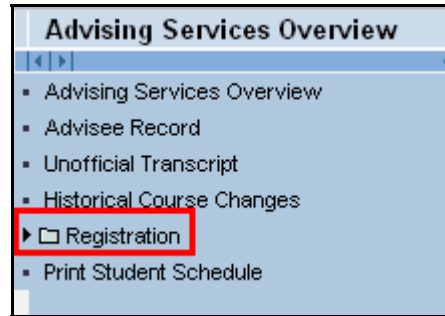 Advising Services Overview
Advising Services Overview
Advisee Record
Unofficial Transcript
Historical Course Changes
Registration
Print Student Schedule